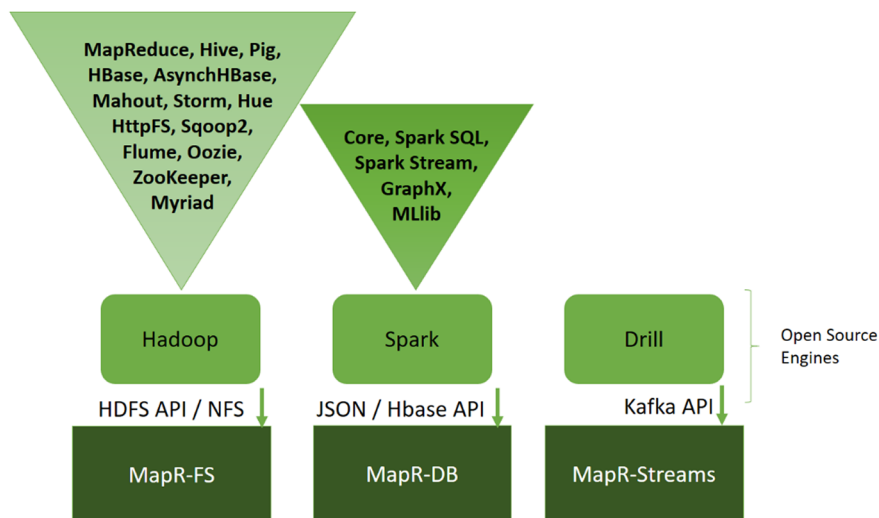 MapReduce, Hive, Pig,
HBase, AsynchHBase,
Mahout, Storm, Hue
HttpFS, Sqoop2,
Flume, Oozie,
ZooKeeper,
Myriad
Core, Spark SQL,
Spark Stream,
GraphX,
MLlib
Hadoop
Spark
Drill
Open Source
Engines
HDFS API / NFS
JSON / Hbase API
Kafka API
MapR-FS
MapR-DB
MapR-Streams